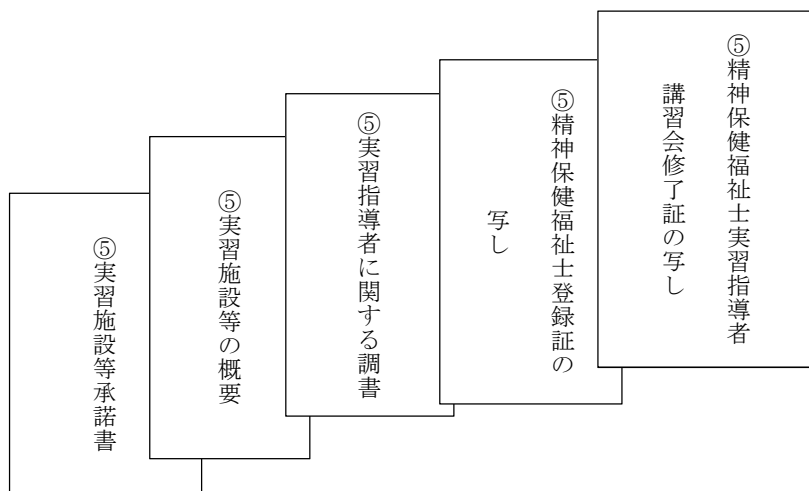 ⑤精神保健福祉士実習指導者
講習会修了証の写し
⑤精神保健福祉士登録証の
写し
⑤実習指導者に関する調書
⑤実習施設等の概要
⑤実習施設等承諾書